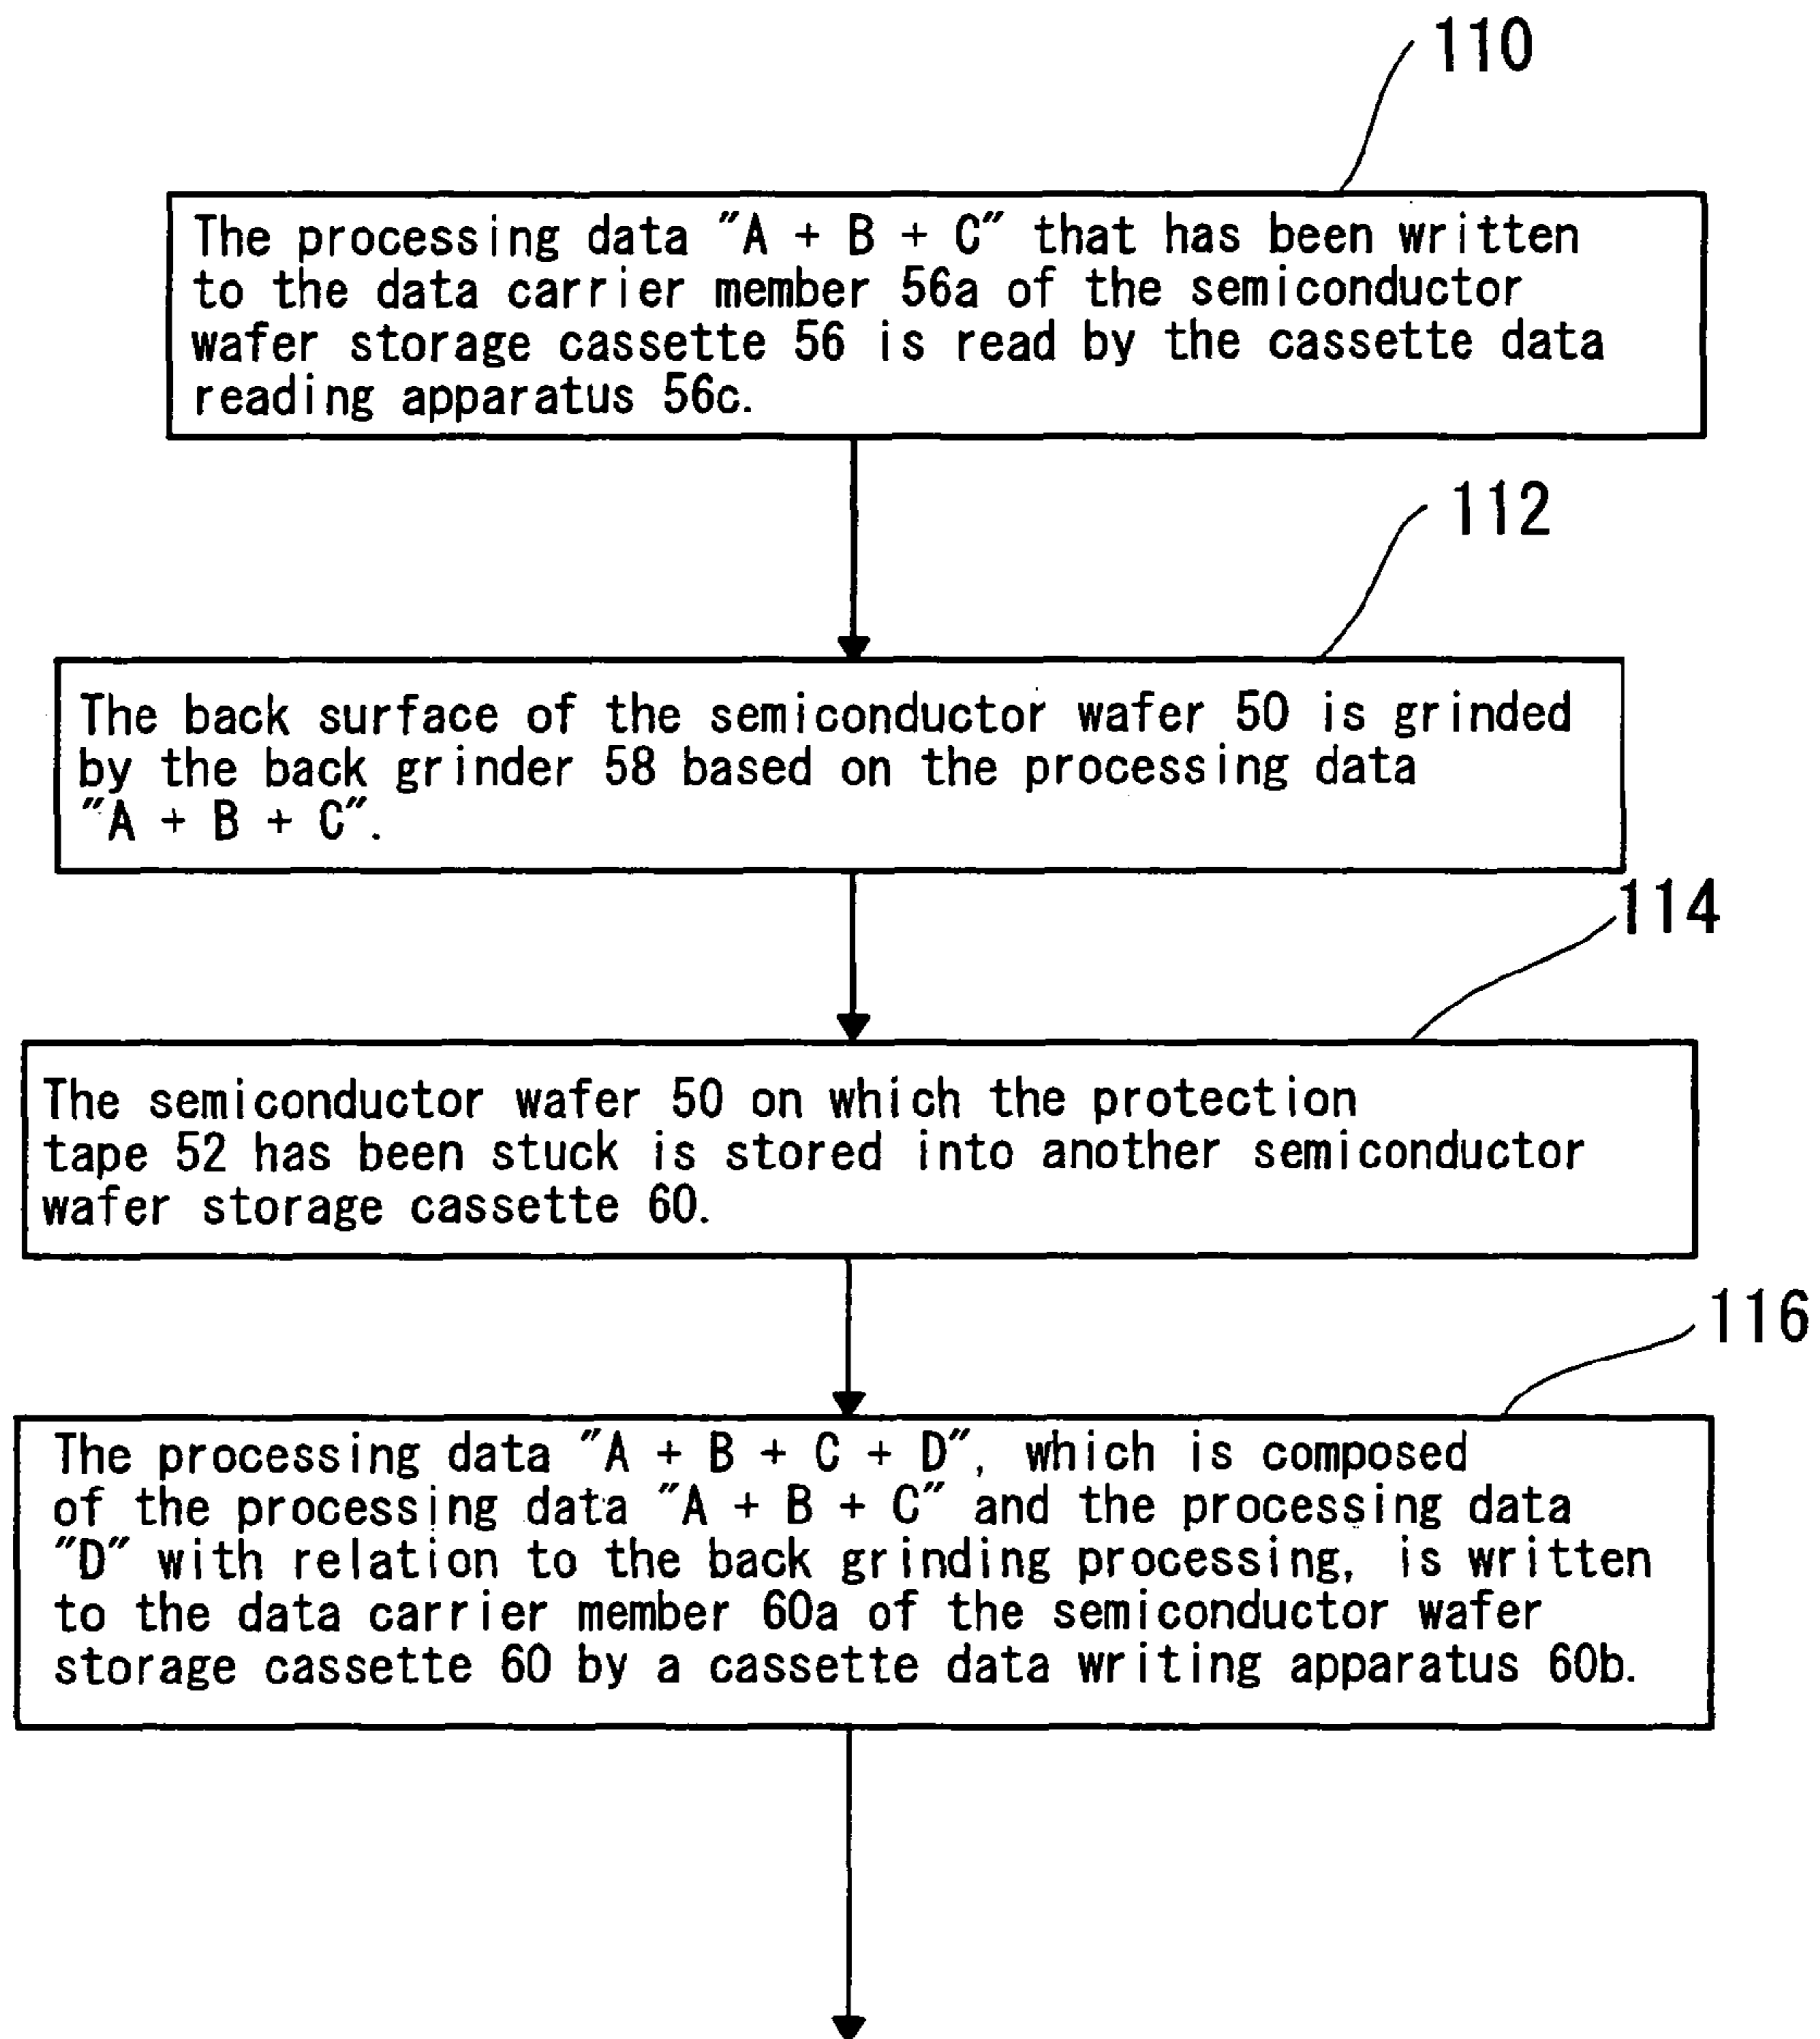 110
The processing data "A + B + C" that has been written
to the data carrier member 56a of the semiconductor
wafer storage cassette 56 is read by the cassette data
reading apparatus 56c.
112
The back surface of the semiconductor wafer 50 is grinded
by the back grinder 58 based on the processing data
"A + B + C".
114
The semiconductor wafer 50 on which the protection
tape 52 has been stuck is stored into another semiconductor
wafer storage cassette 60.
116
The processing data "A + B + C + D", which is composed
of the processing data "A + B + C" and the processing data
"D" with relation to the back grinding processing, is written
to the data carrier member 60a of the semiconductor wafer
storage cassette 60 by a cassette data writing apparatus 60b.